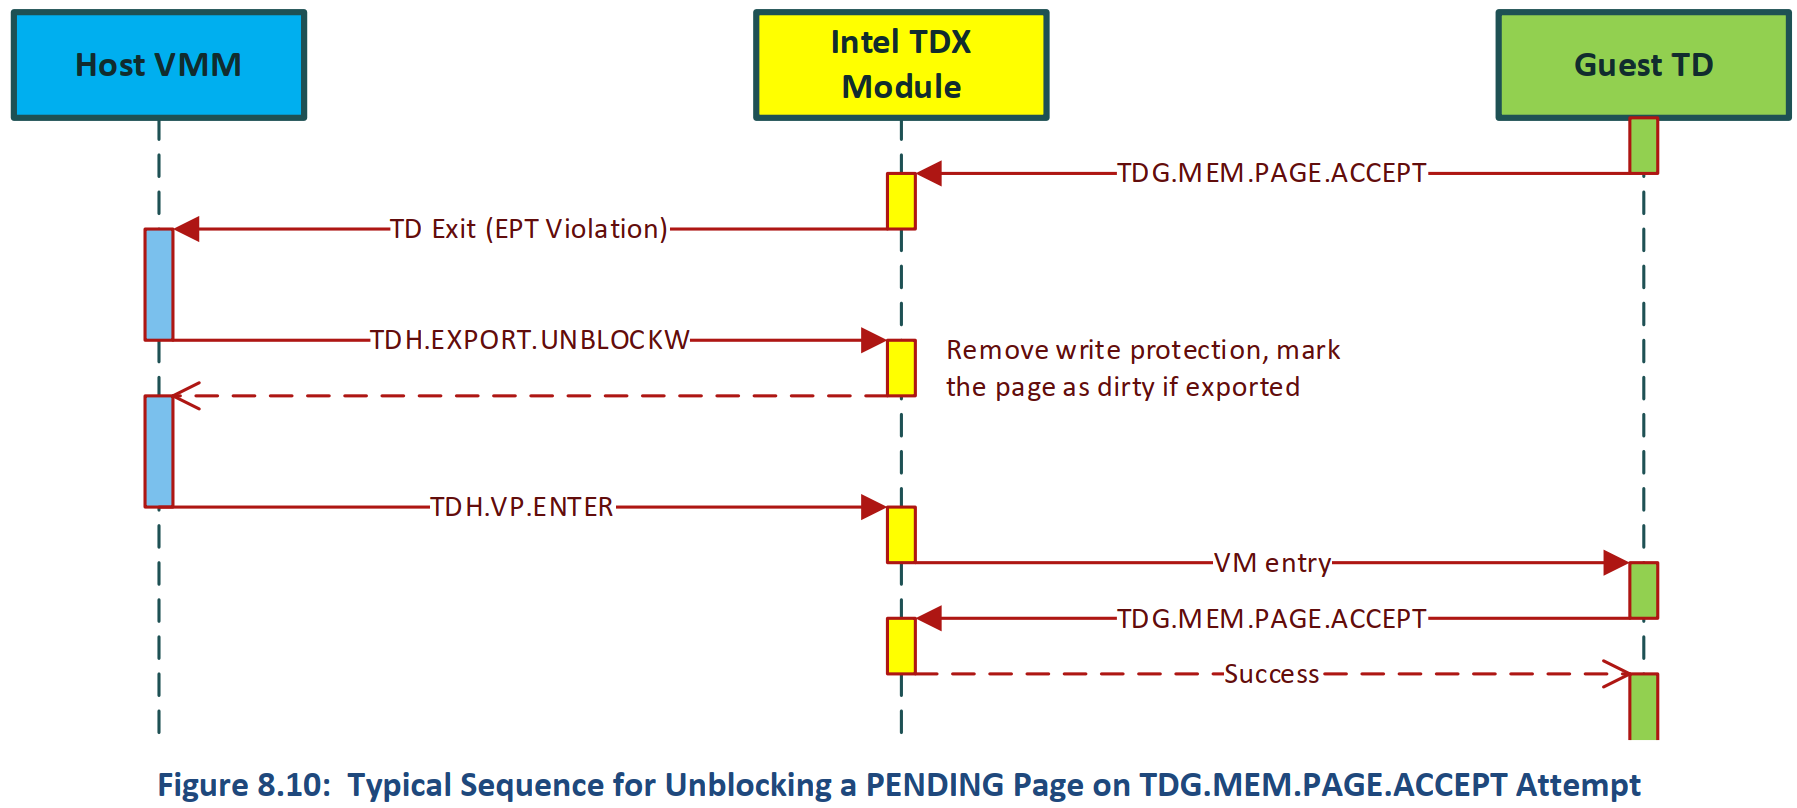 Host VMM
Intel TDX
Module
Guest TD
TDG.MEM.PAGE.ACCEPT
TD Exit (EPT Violation)
TDH.EXPORT.UNBLOCKW
Remove write protection, mark
the page as dirty if exported
TDH.VP.ENTER
VM entry
TDG.MEM.PAGE.ACCEPT
Success
Figure 8.10: Typical Sequence for Unblocking a PENDING Page on TDG.MEM.PAGE.ACCEPT Attempt